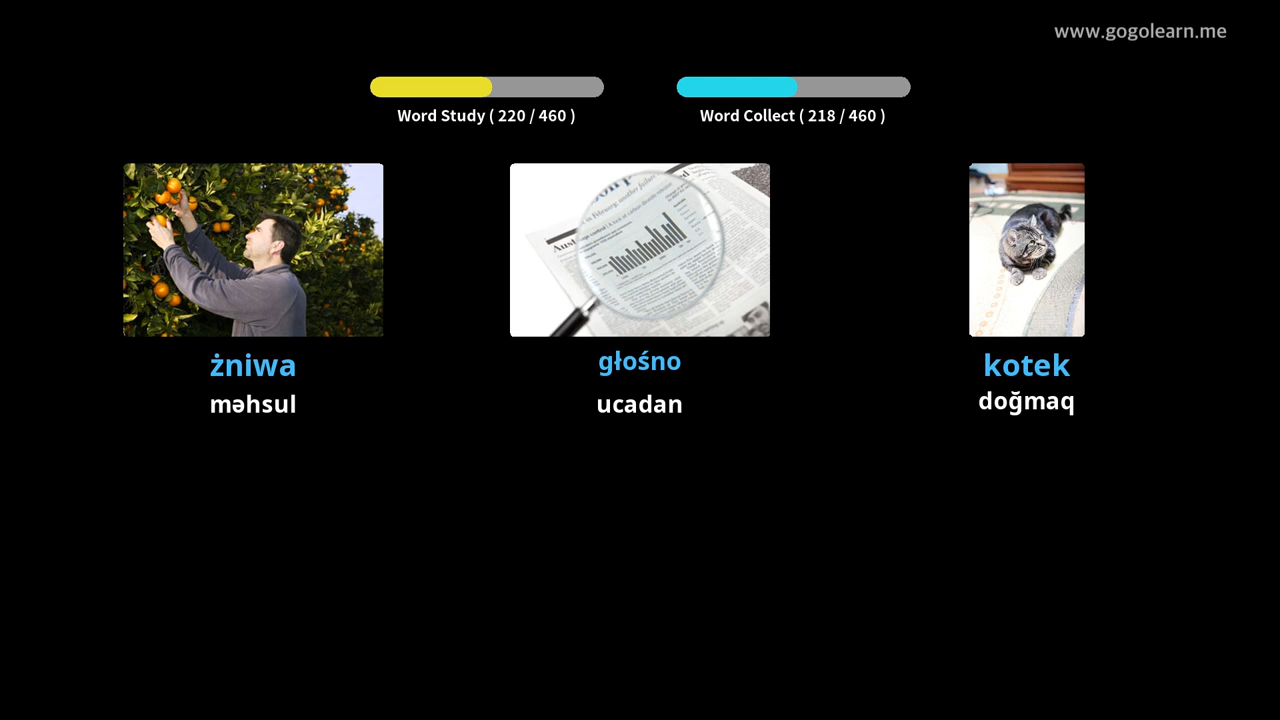 www.gogolearn.me
Word Study ( 220 / 460 )
Word Collect ( 218 / 460 )
żniwa
głośno
kotek
məhsul
ucadan
doğmaq